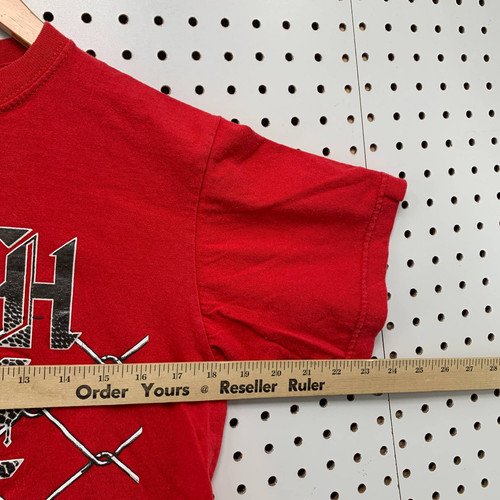 H
13 14 15 16 17 18 19 20 21 22 23 24 25 26 27 28
Order Yours @ Reseller Ruler